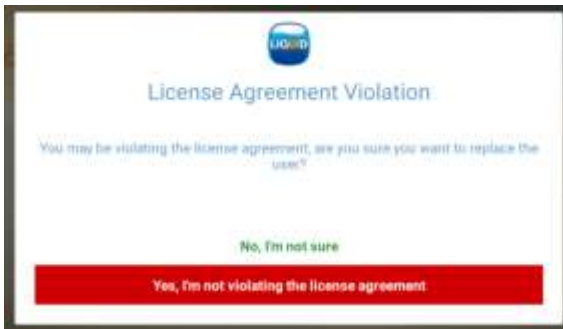 LIQUID
License Agreement Violation
You may be violating the license agreement, are you sure you want to replace the
user?
No, I'm not sure
Yes, I'm not violating the license agreement